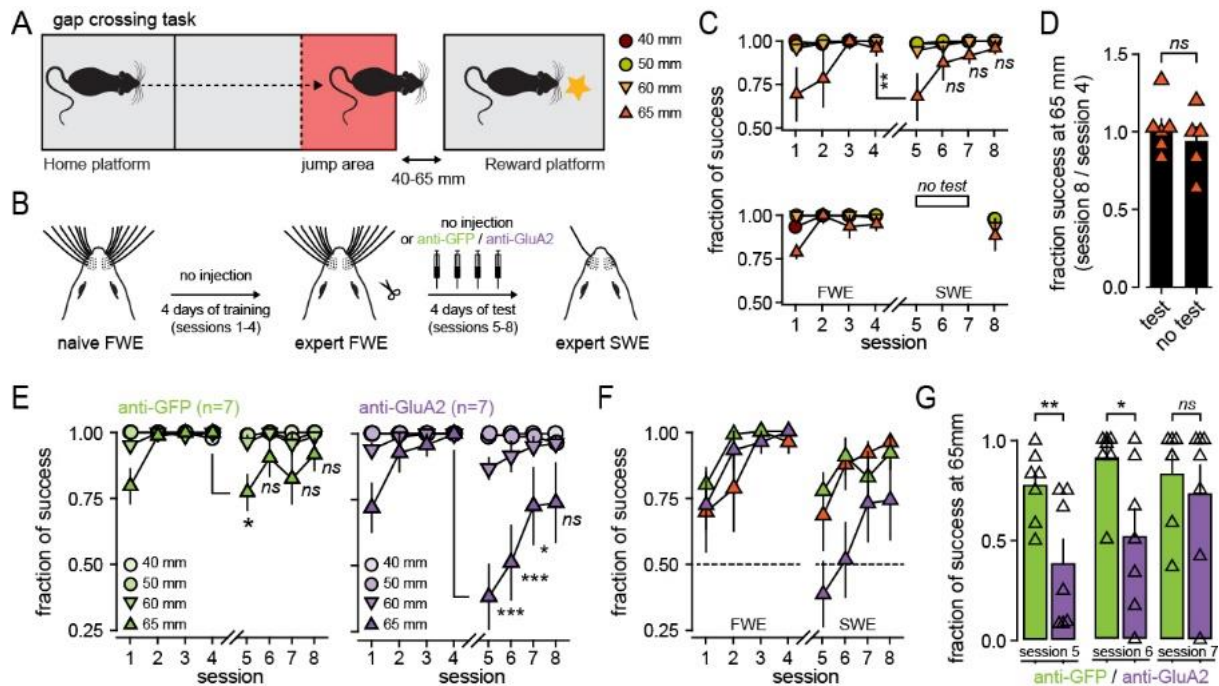 A
gap crossing task
Home platform
jump area
40-65 mm
Reward platform
40 mm
50 mm
60 mm
65 mm
B
no injection
4 days of training
(sessions 1-4)
no injection
or anti-GFP / anti-GluA2
4 days of test
(sessions 5-8)
naive FWE
expert FWE
expert SWE
C
fraction of success
1.00
0.75
0.50
**
ns
ns
ns
1 2 3 4 5 6 7 8
1.00
0.75
0.50
no test
FWE
SWE
1 2 3 4 5 6 7 8
session
D
fraction success at 65 mm
(session 8 / session 4)
1.5
1.0
0.5
0.0
ns
test
no test
E
anti-GFP (n=7)
fraction of success
1.00
0.75
0.50
0.25
*
ns
ns
ns
40 mm
50 mm
60 mm
65 mm
1 2 3 4 5 6 7 8
session
anti-GluA2 (n=7)
1.00
0.75
0.50
0.25
***
***
*
ns
40 mm
50 mm
60 mm
65 mm
1 2 3 4 5 6 7 8
session
F
fraction of success
1.00
0.75
0.50
0.25
FWE
SWE
1 2 3 4 5 6 7 8
session
G
fraction of success at 65mm
1.0
0.5
0.0
**
*
ns
session 5
session 6
session 7
anti-GFP / anti-GluA2